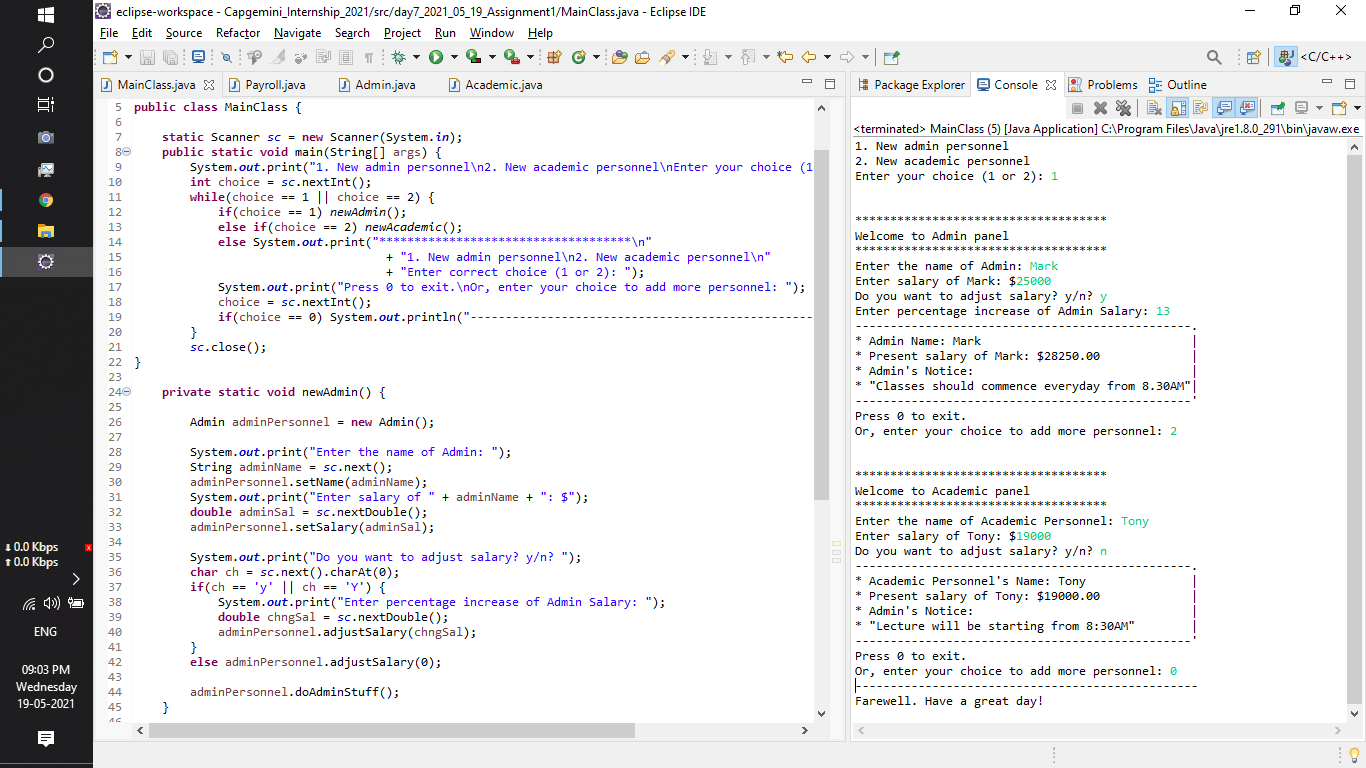 eclipse-workspace - Capgemini_Internship_2021/src/day7_2021_05_19_Assignment1/MainClass.java - Eclipse IDE
File Edit Source Refactor Navigate Search Project Run Window Help
<C/C++>
MainClass.java Payroll.java Admin.java Academic.java
5 public class MainClass {
6
7 static Scanner sc = new Scanner(System.in);
8 public static void main(String[] args) {
9 System.out.print("1. New admin personnel\n2. New academic personnel\nEnter your choice (1
10 int choice = sc.nextInt();
11 while(choice == 1 || choice == 2) {
12 if(choice == 1) newAdmin();
13 else if(choice == 2) newAcademic();
14 else System.out.print("************************************\n"
15 + "1. New admin personnel\n2. New academic personnel\n"
16 + "Enter correct choice (1 or 2): ");
17 System.out.print("Press 0 to exit.\nOr, enter your choice to add more personnel: ");
18 choice = sc.nextInt();
19 if(choice == 0) System.out.println("-------------------------------------------------
20 }
21 sc.close();
22 }
23
24 private static void newAdmin() {
25
26 Admin adminPersonnel = new Admin();
27
28 System.out.print("Enter the name of Admin: ");
29 String adminName = sc.next();
30 adminPersonnel.setName(adminName);
31 System.out.print("Enter salary of " + adminName + ": $");
32 double adminSal = sc.nextDouble();
33 adminPersonnel.setSalary(adminSal);
34
35 System.out.print("Do you want to adjust salary? y/n? ");
36 char ch = sc.next().charAt(0);
37 if(ch == 'y' || ch == 'Y') {
38 System.out.print("Enter percentage increase of Admin Salary: ");
39 double chngSal = sc.nextDouble();
40 adminPersonnel.adjustSalary(chngSal);
41 }
42 else adminPersonnel.adjustSalary(0);
43
44 adminPersonnel.doAdminStuff();
45 }
46
Package Explorer Console Problems Outline
<terminated> MainClass (5) [Java Application] C:\Program Files\Java\jre1.8.0_291\bin\javaw.exe
1. New admin personnel
2. New academic personnel
Enter your choice (1 or 2): 1
************************************
Welcome to Admin panel
************************************
Enter the name of Admin: Mark
Enter salary of Mark: $25000
Do you want to adjust salary? y/n? y
Enter percentage increase of Admin Salary: 13
------------------------------------------------.
* Admin Name: Mark |
* Present salary of Mark: $28250.00 |
* Admin's Notice: |
* "Classes should commence everyday from 8.30AM"|
------------------------------------------------'
Press 0 to exit.
Or, enter your choice to add more personnel: 2
************************************
Welcome to Academic panel
************************************
Enter the name of Academic Personnel: Tony
Enter salary of Tony: $19000
Do you want to adjust salary? y/n? n
------------------------------------------------.
* Academic Personnel's Name: Tony |
* Present salary of Tony: $19000.00 |
* Admin's Notice: |
* "Lecture will be starting from 8:30AM" |
------------------------------------------------'
Press 0 to exit.
Or, enter your choice to add more personnel: 0
-------------------------------------------------
Farewell. Have a great day!
0.0 Kbps
0.0 Kbps
ENG
09:03 PM
Wednesday
19-05-2021